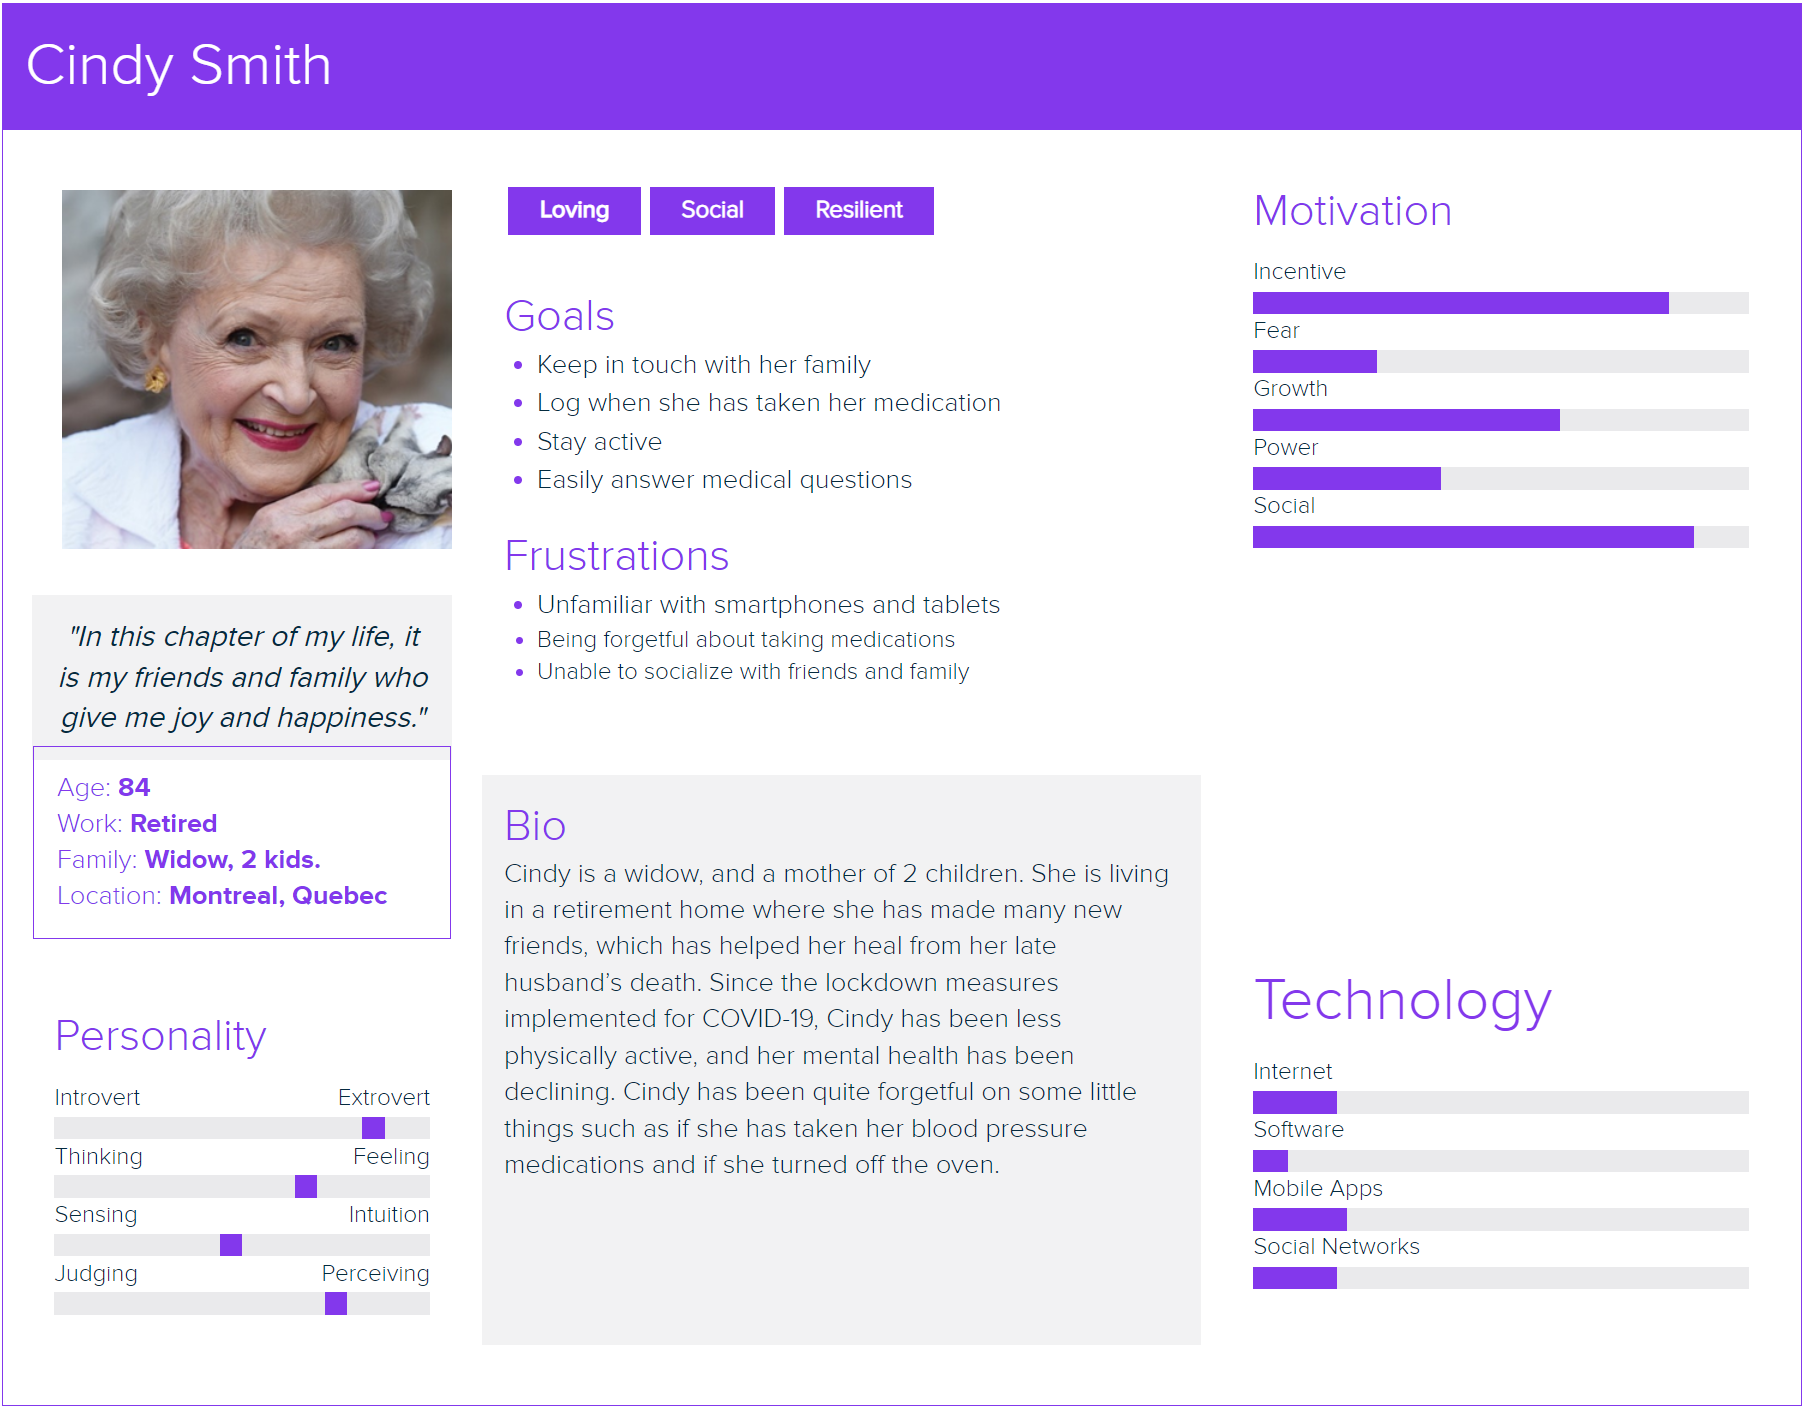 Cindy Smith
Loving
Social
Resilient
Goals
• Keep in touch with her family
• Log when she has taken her medication
• Stay active
• Easily answer medical questions
Frustrations
• Unfamiliar with smartphones and tablets
• Being forgetful about taking medications
• Unable to socialize with friends and family
Motivation
Incentive
Fear
Growth
Power
Social
"In this chapter of my life, it
is my friends and family who
give me joy and happiness."
Age: 84
Work: Retired
Family: Widow, 2 kids.
Location: Montreal, Quebec
Personality
Introvert Extrovert
Thinking Feeling
Sensing Intuition
Judging Perceiving
Bio
Cindy is a widow, and a mother of 2 children. She is living
in a retirement home where she has made many new
friends, which has helped her heal from her late
husband’s death. Since the lockdown measures
implemented for COVID-19, Cindy has been less
physically active, and her mental health has been
declining. Cindy has been quite forgetful on some little
things such as if she has taken her blood pressure
medications and if she turned off the oven.
Technology
Internet
Software
Mobile Apps
Social Networks